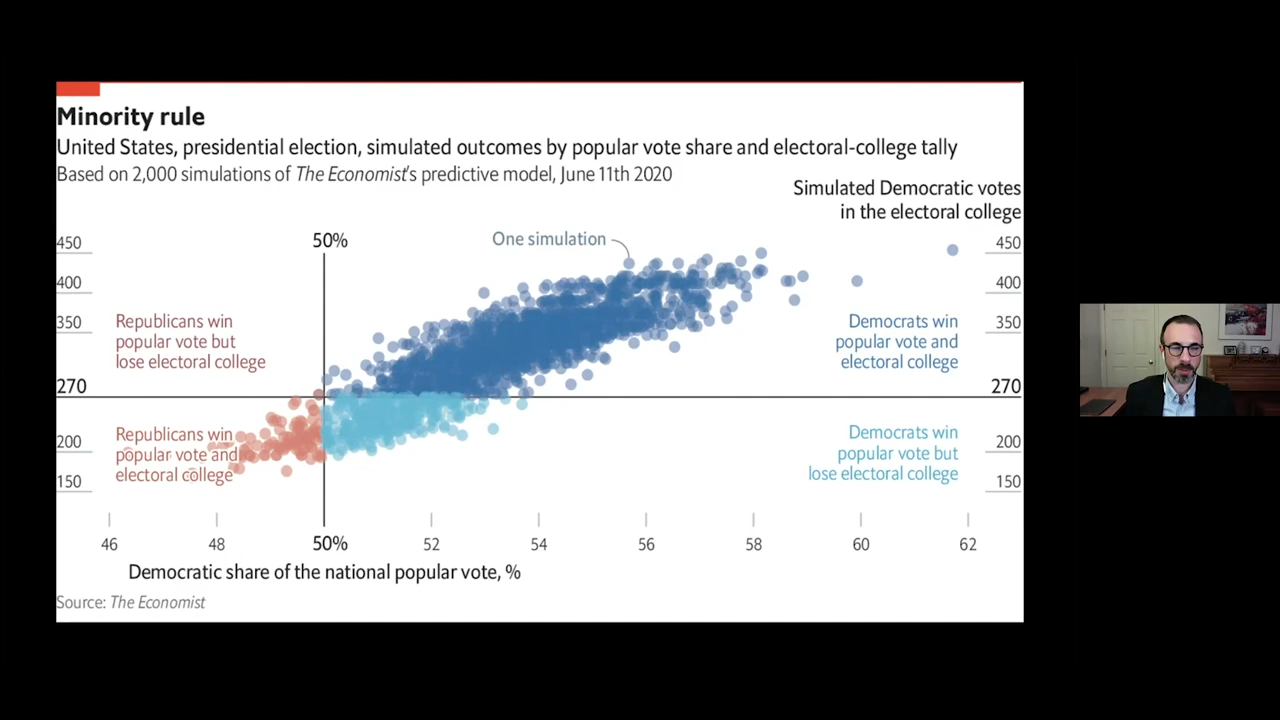 Minority rule
United States, presidential election, simulated outcomes by popular vote share and electoral-college tally
Based on 2,000 simulations of The Economist's predictive model, June 11th 2020
Simulated Democratic votes
in the electoral college
50%
One simulation
450
450
400
400
350
350
Republicans win
popular vote but
lose electoral college
Democrats win
popular vote and
electoral college
270
270
Republicans win
popular vote and
electoral college
Democrats win
popular vote but
lose electoral college
200
200
150
150
46
48
50%
52
54
56
58
60
62
Democratic share of the national popular vote, %
Source: The Economist